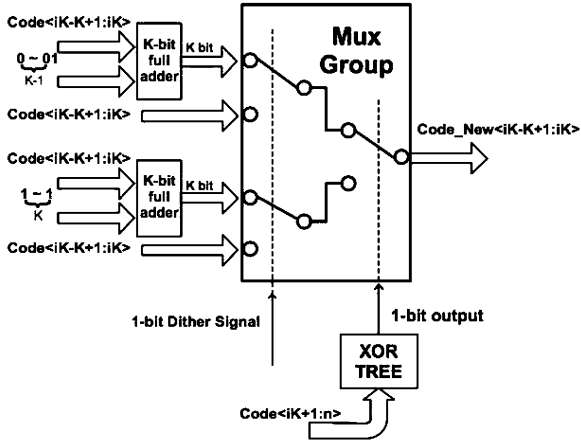 Code<iK-K+1:iK>
0 ~ 01
K-1
K-bit full adder
K bit
Mux Group
Code<iK-K+1:iK>
Code_New<iK-K+1:iK>
Code<iK-K+1:iK>
1 ~ 1
K
K-bit full adder
K bit
Code<iK-K+1:iK>
1-bit Dither Signal
1-bit output
XOR TREE
Code<iK+1:n>